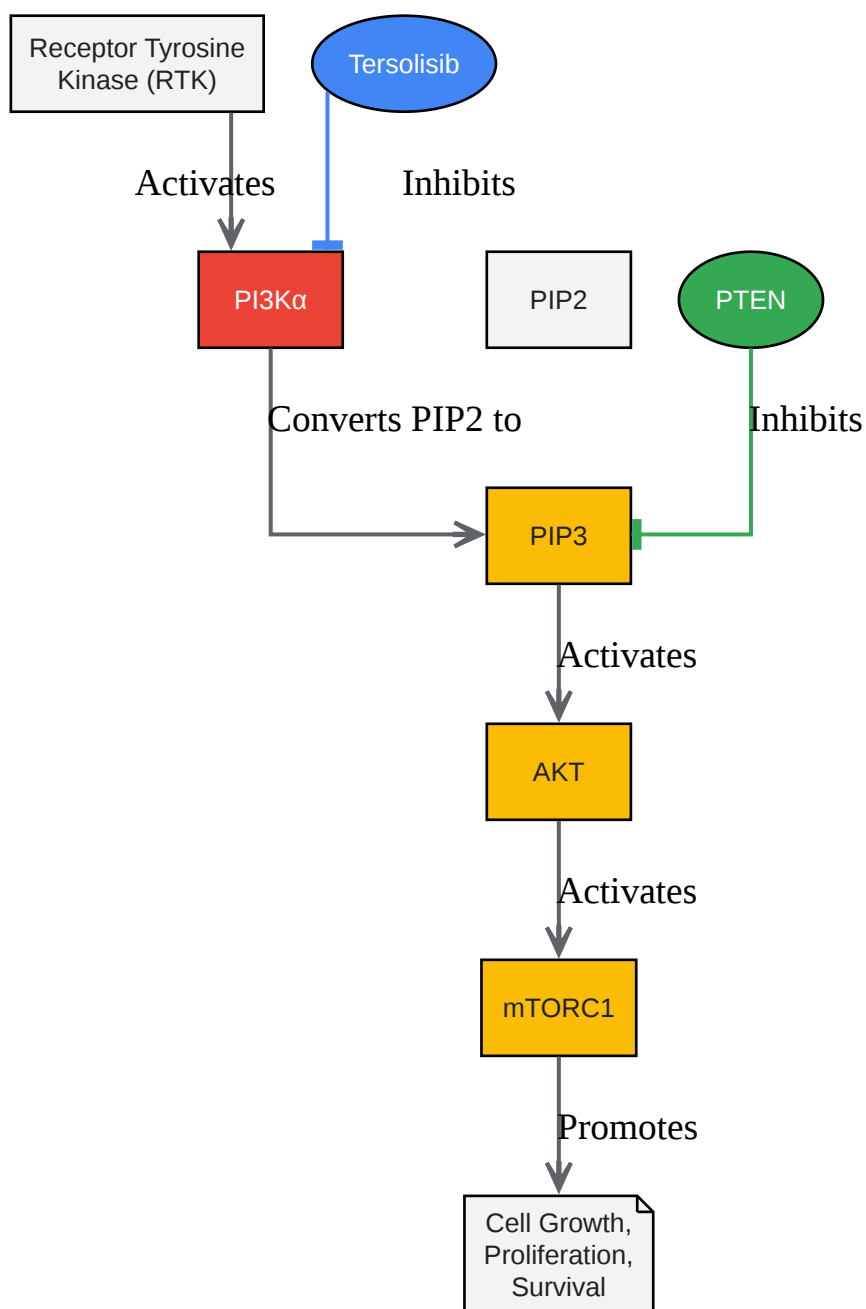 Receptor Tyrosine
Kinase (RTK)
Tersolisib
Activates
Inhibits
PI3Kα
PIP2
PTEN
Converts PIP2 to
Inhibits
PIP3
Activates
AKT
Activates
mTORC1
Promotes
Cell Growth,
Proliferation,
Survival